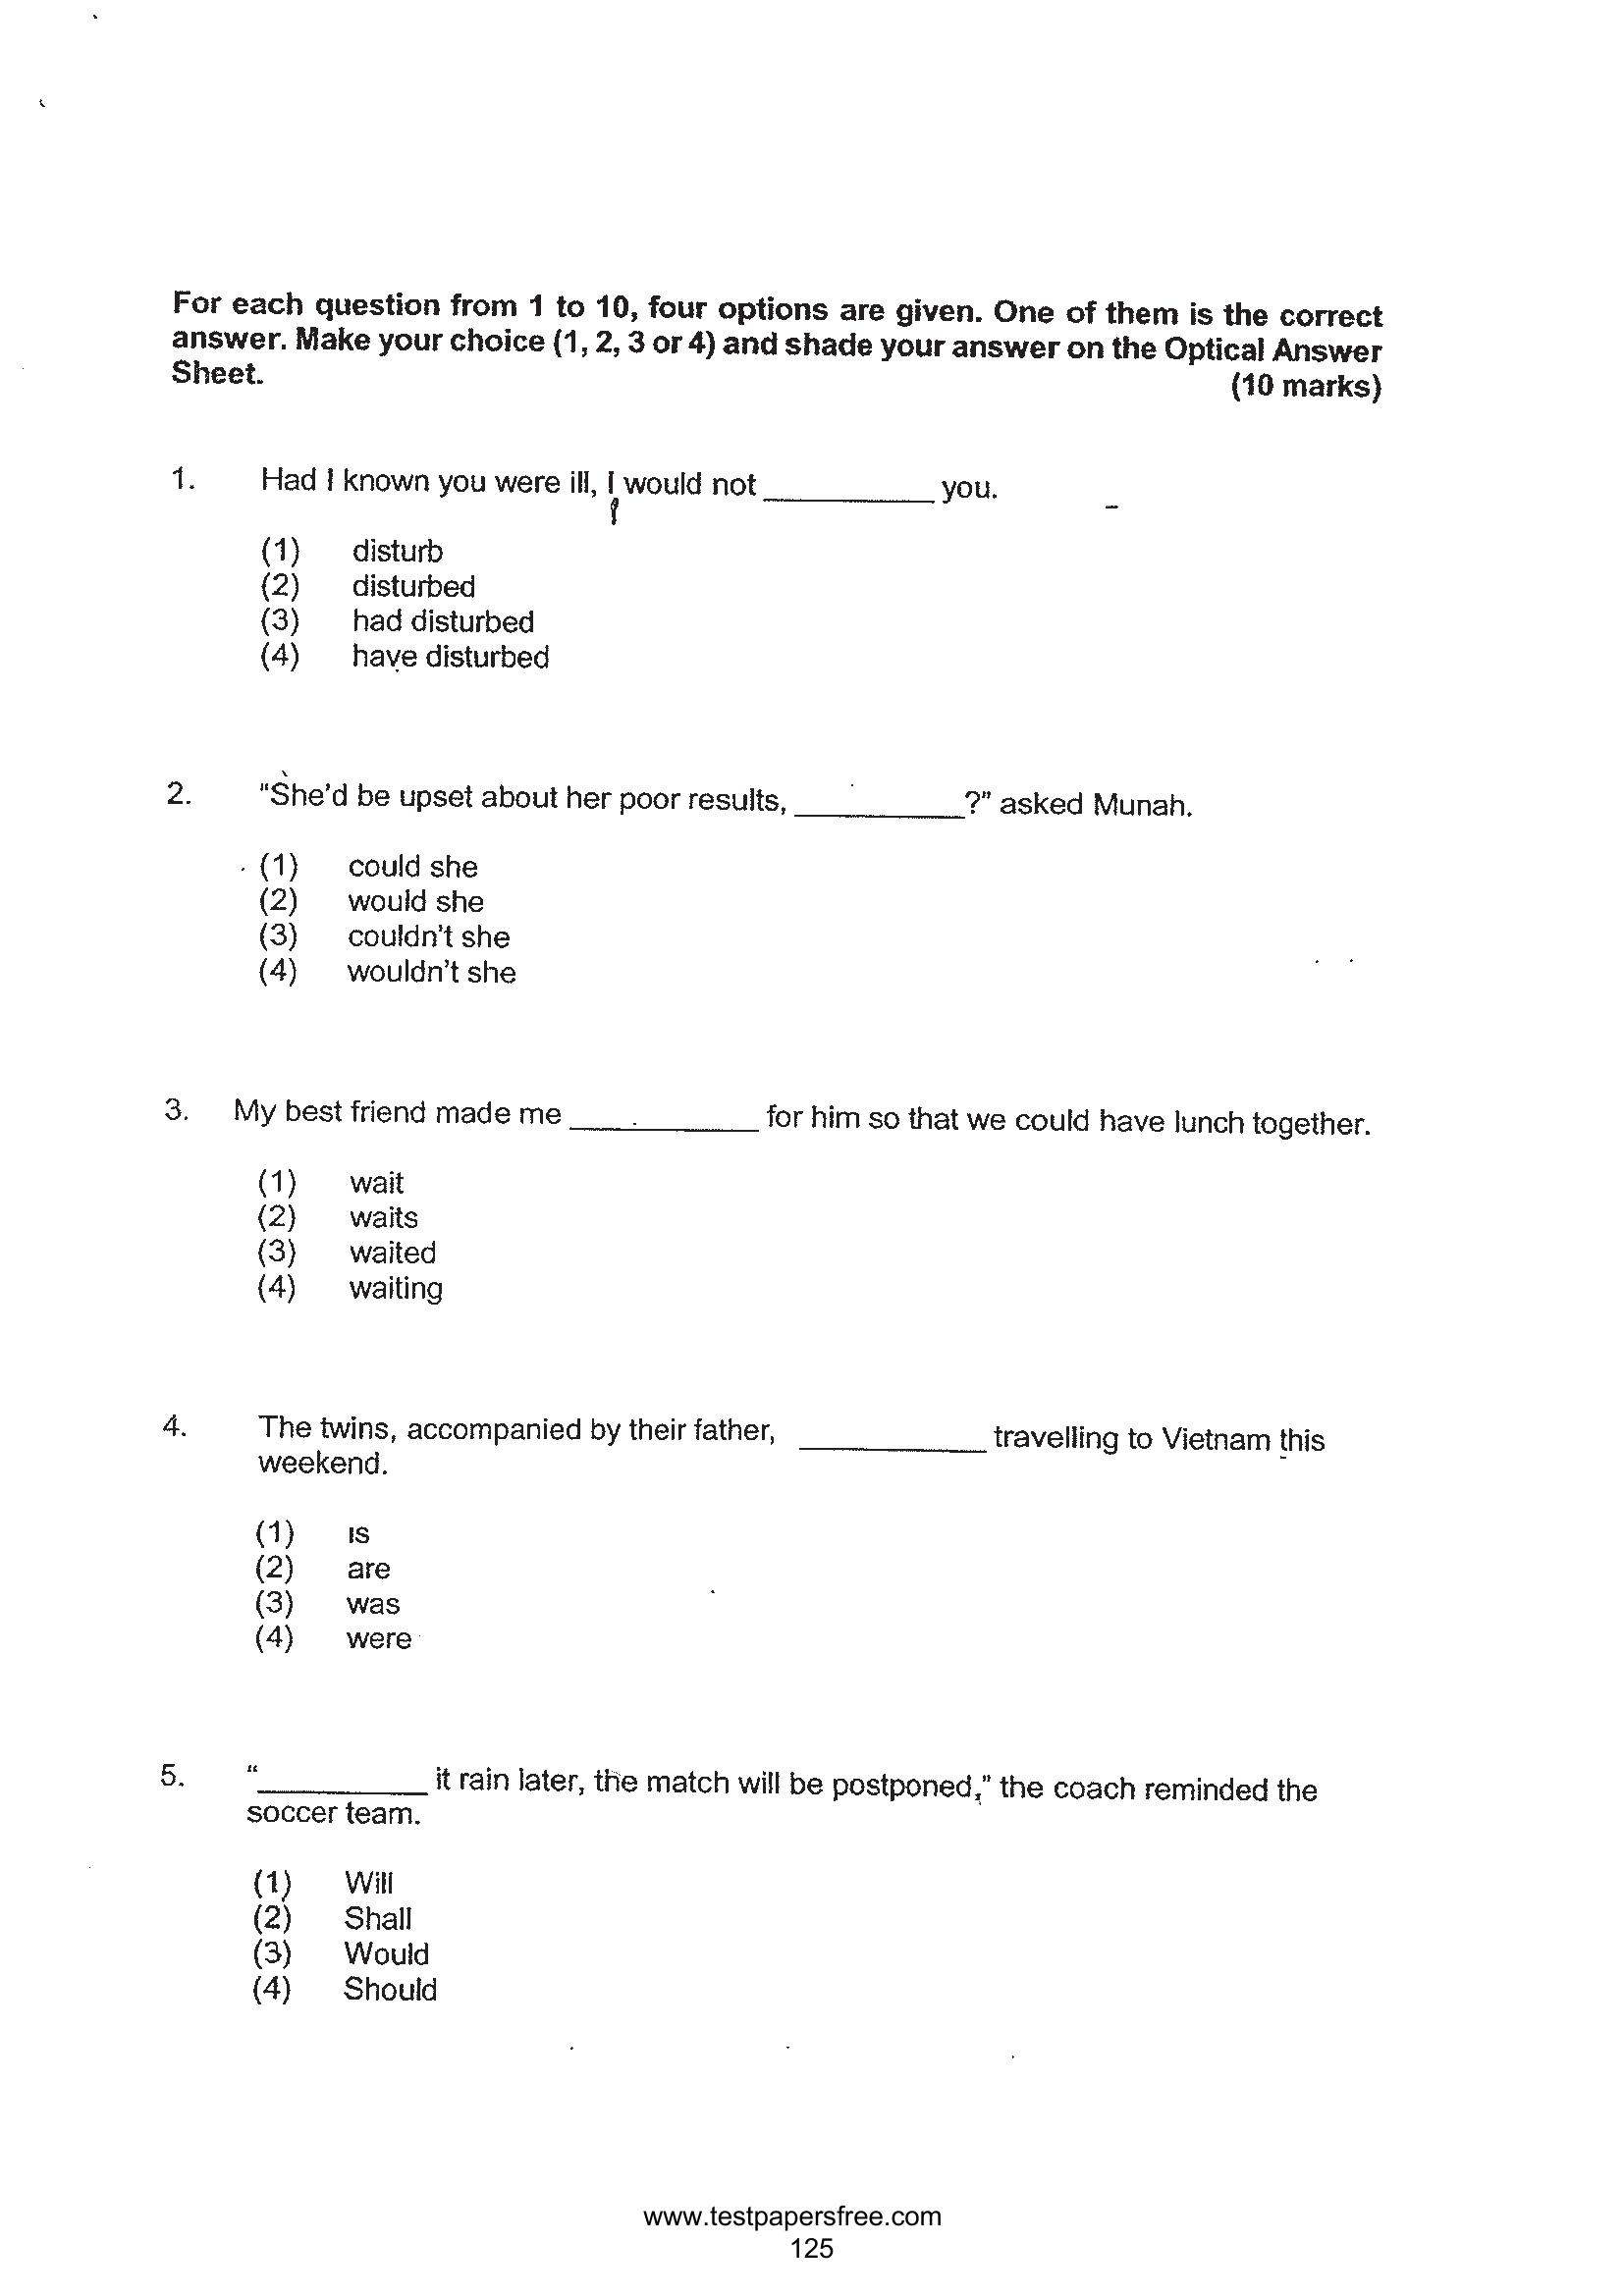 For each question from 1 to 10, four options are given. One of them is the correct
answer. Make your choice (1, 2, 3 or 4) and shade your answer on the Optical Answer
Sheet. (10 marks)
1. Had I known you were ill, I would not __________ you.
(1) disturb
(2) disturbed
(3) had disturbed
(4) have disturbed
2. "She'd be upset about her poor results, __________?" asked Munah.
(1) could she
(2) would she
(3) couldn't she
(4) wouldn't she
3. My best friend made me __________ for him so that we could have lunch together.
(1) wait
(2) waits
(3) waited
(4) waiting
4. The twins, accompanied by their father, __________ travelling to Vietnam this
weekend.
(1) is
(2) are
(3) was
(4) were
5. "__________ it rain later, the match will be postponed," the coach reminded the
soccer team.
(1) Will
(2) Shall
(3) Would
(4) Should
www.testpapersfree.com
125